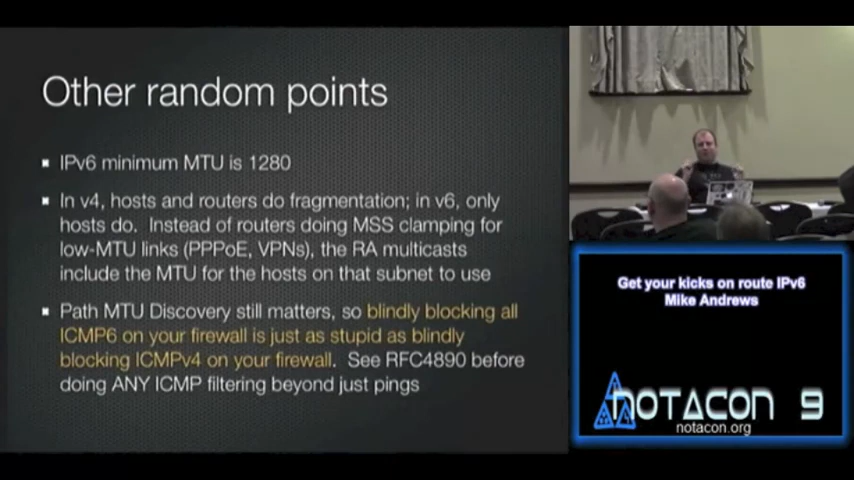 Other random points
IPv6 minimum MTU is 1280
In v4, hosts and routers do fragmentation; in v6, only
hosts do. Instead of routers doing MSS clamping for
low-MTU links (PPPoE, VPNs), the RA multicasts
include the MTU for the hosts on that subnet to use
Path MTU Discovery still matters, so blindly blocking all
ICMP6 on your firewall is just as stupid as blindly
blocking ICMPv4 on your firewall. See RFC4890 before
doing ANY ICMP filtering beyond just pings
Get your kicks on route IPv6
Mike Andrews
NOTACON 9
notacon.org